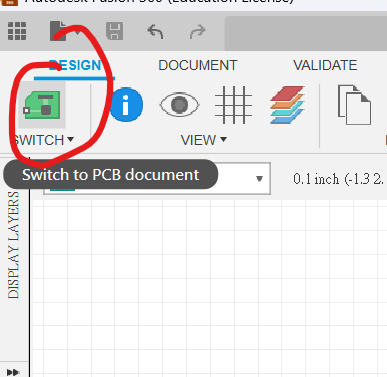 Autodesk Fusion 360 (Education License)
DESIGN
DOCUMENT
VALIDATE
SWITCH▾
VIEW▾
Switch to PCB document
0.1 inch (-1.3 2.
DISPLAY LAYERS